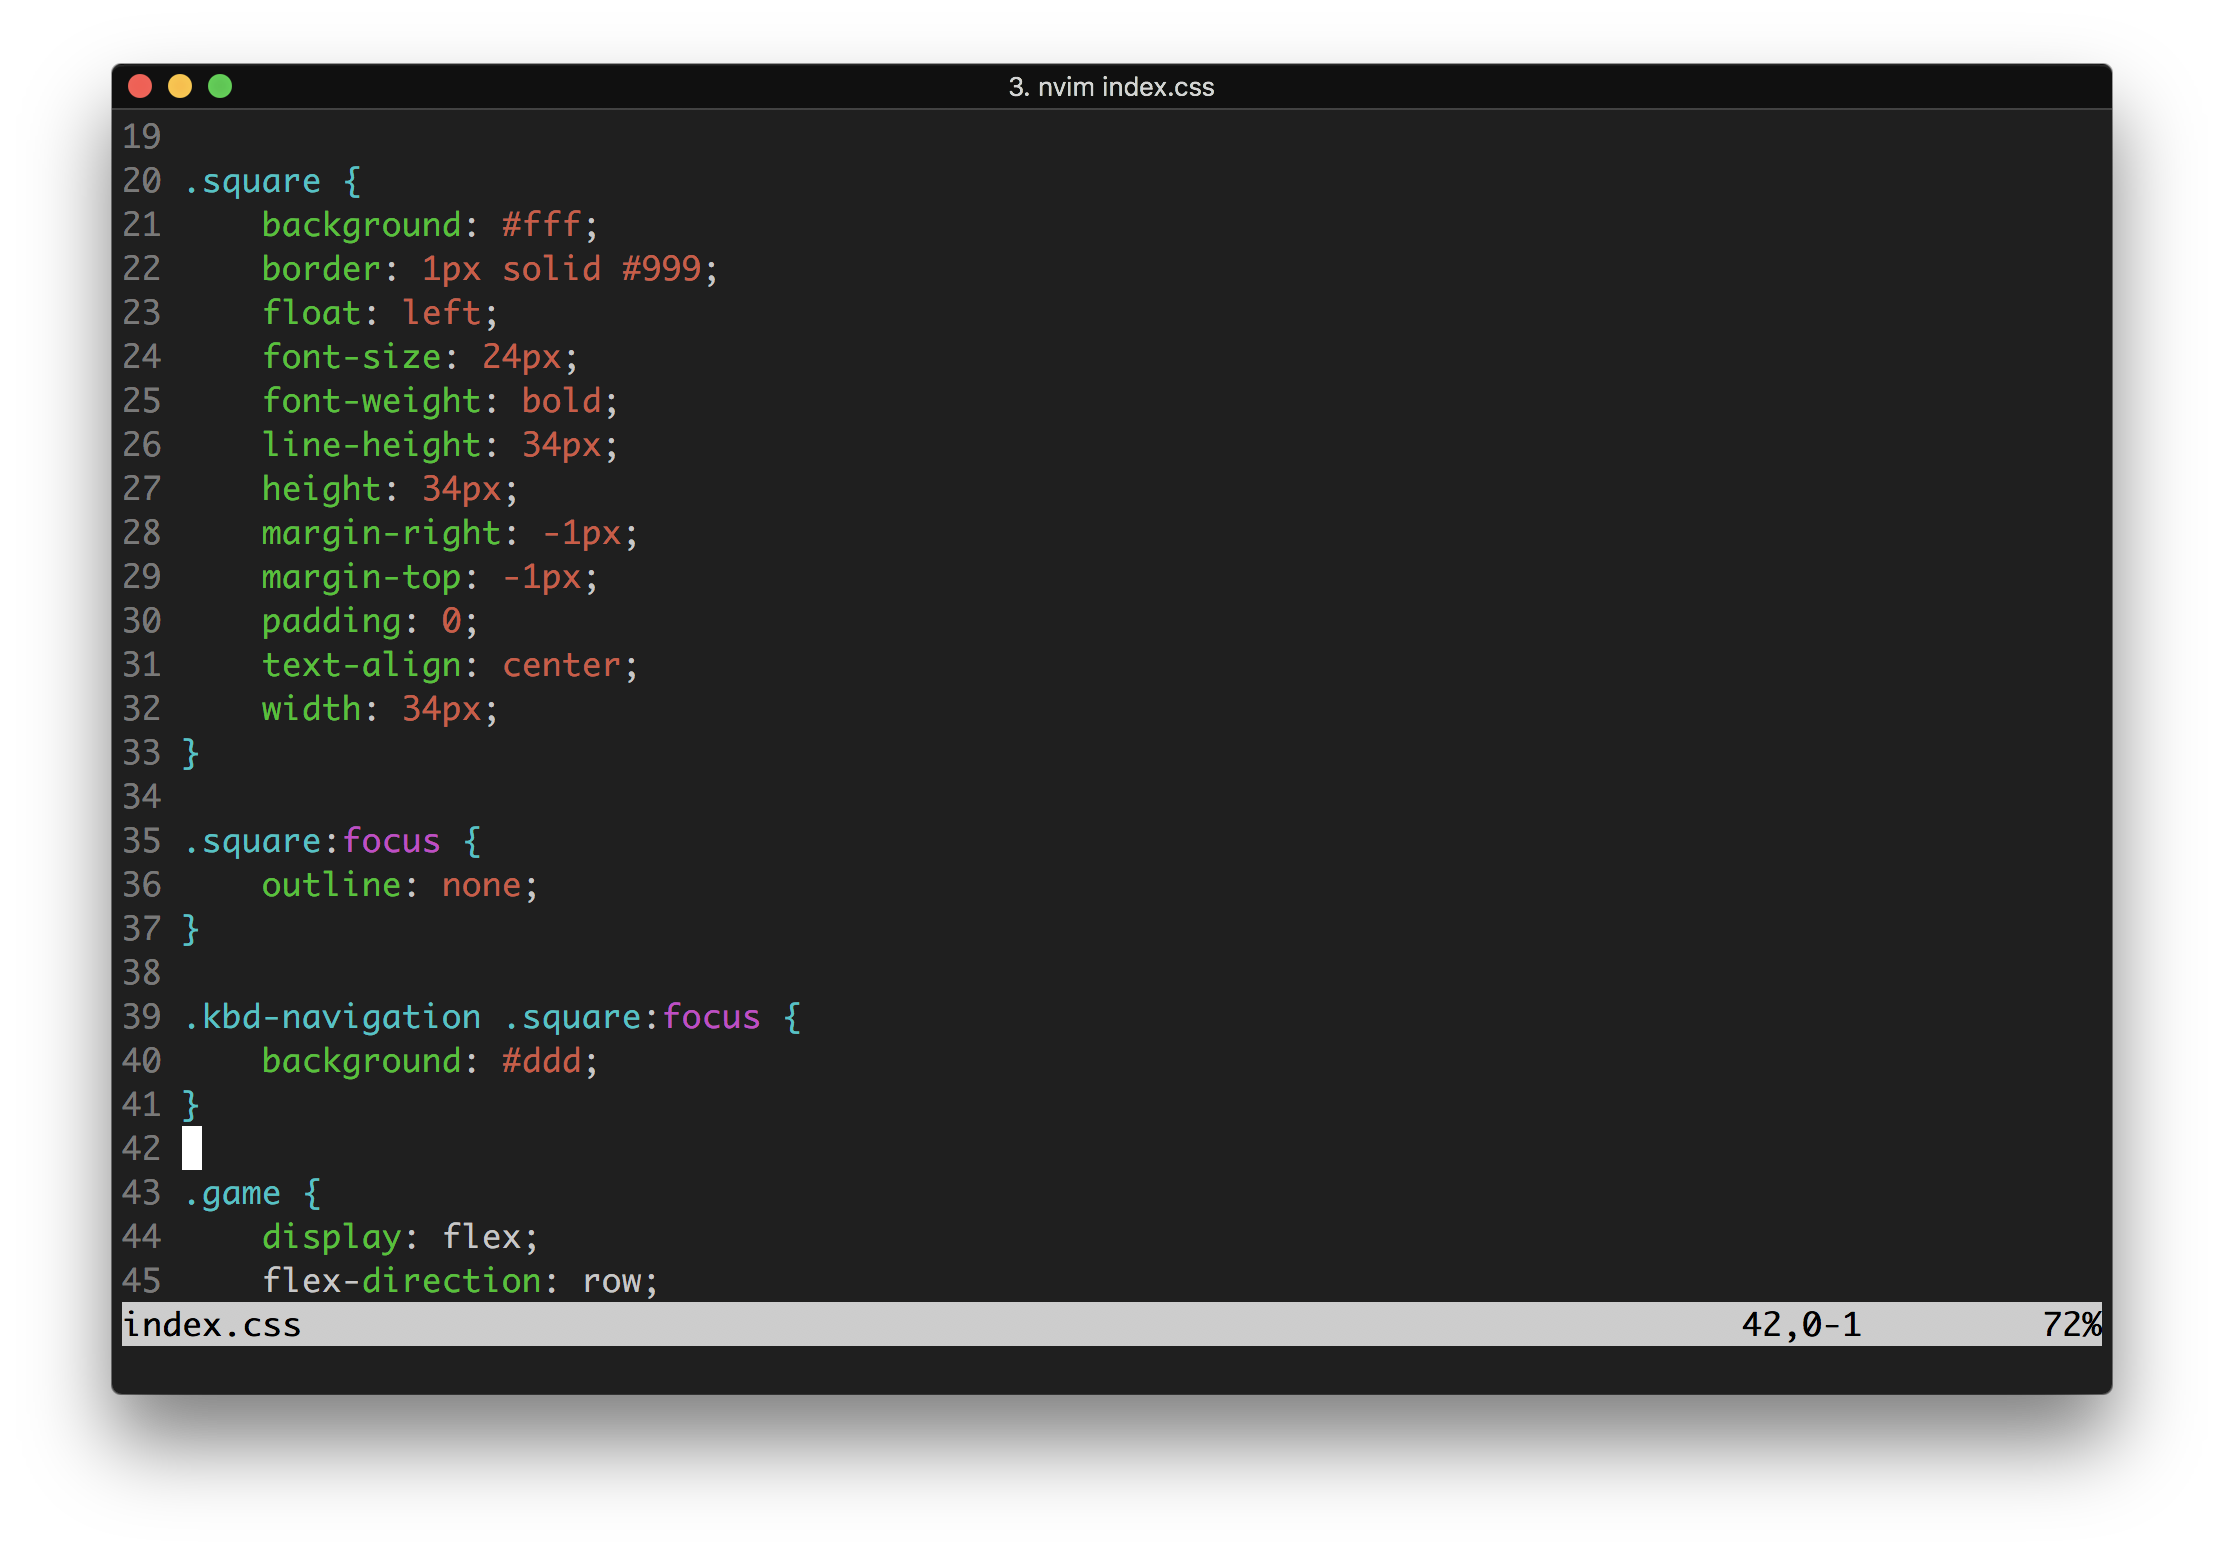 3. nvim index.css
19
20 .square {
21     background: #fff;
22     border: 1px solid #999;
23     float: left;
24     font-size: 24px;
25     font-weight: bold;
26     line-height: 34px;
27     height: 34px;
28     margin-right: -1px;
29     margin-top: -1px;
30     padding: 0;
31     text-align: center;
32     width: 34px;
33 }
34
35 .square:focus {
36     outline: none;
37 }
38
39 .kbd-navigation .square:focus {
40     background: #ddd;
41 }
42
43 .game {
44     display: flex;
45     flex-direction: row;
index.css 42,0-1 72%